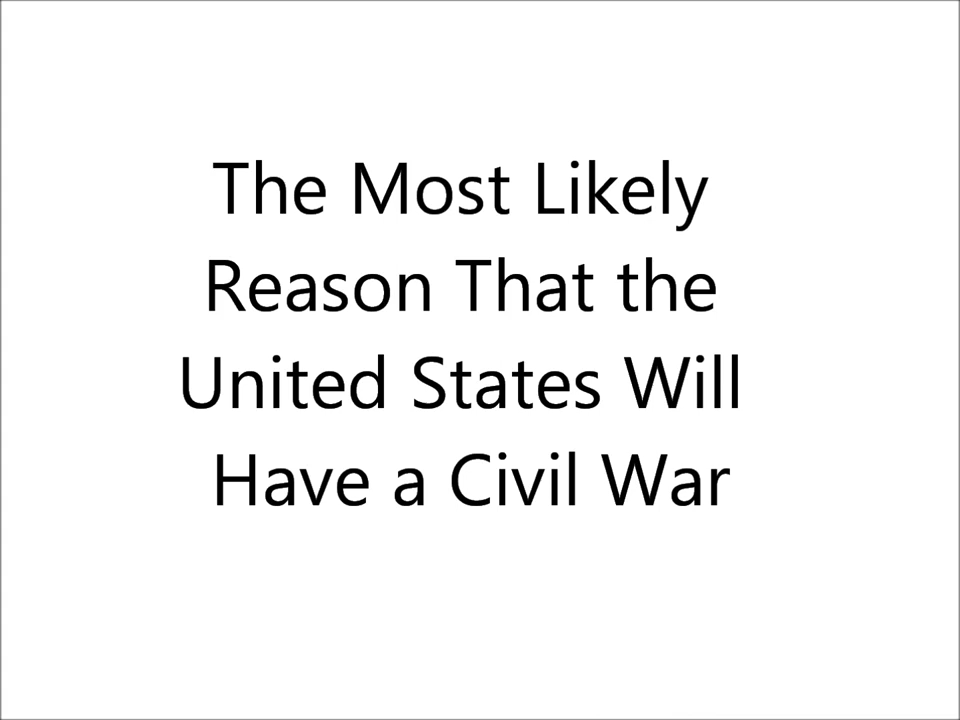 The Most Likely
Reason That the
United States Will
Have a Civil War